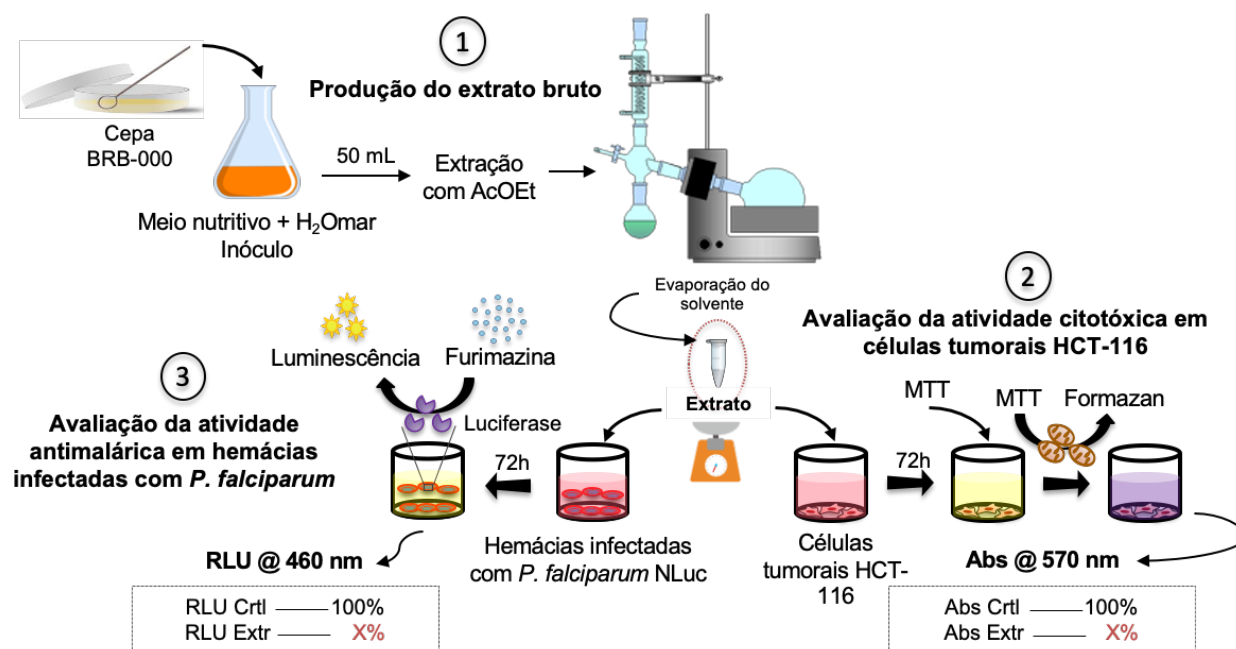 1
Produção do extrato bruto
Cepa
BRB-000
50 mL
Extração
com AcOEt
Meio nutritivo + H₂Omar
Inóculo
Evaporação do
solvente
Extrato
2
Avaliação da atividade citotóxica em
células tumorais HCT-116
MTT
MTT
Formazan
72h
Células
tumorais HCT-
116
Abs @ 570 nm
Abs Crtl
100%
Abs Extr
X%
3
Avaliação da atividade
antimalárica em hemácias
infectadas com P. falciparum
Luminescência
Furimazina
Luciferase
72h
Hemácias infectadas
com P. falciparum NLuc
RLU @ 460 nm
RLU Crtl
100%
RLU Extr
X%